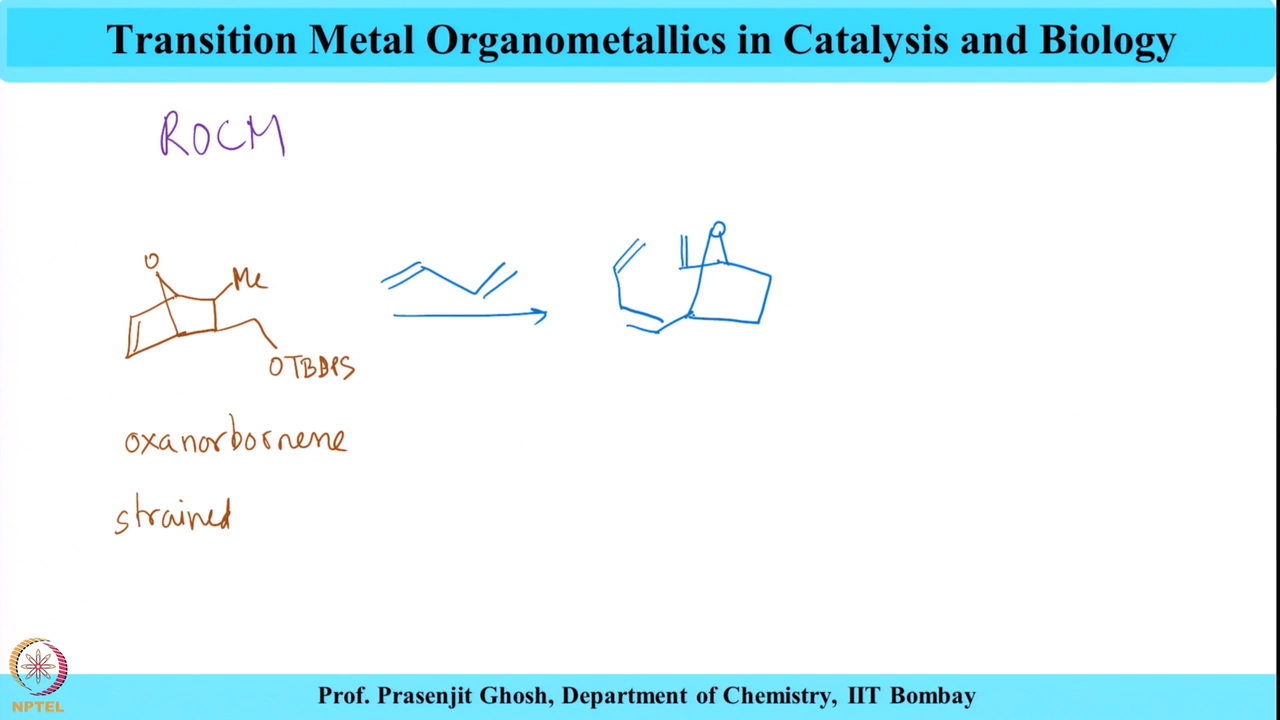 Transition Metal Organometallics in Catalysis and Biology
ROCM
O
Me
OTBDPS
O
oxanorbornene
strained
NPTEL
Prof. Prasenjit Ghosh, Department of Chemistry, IIT Bombay